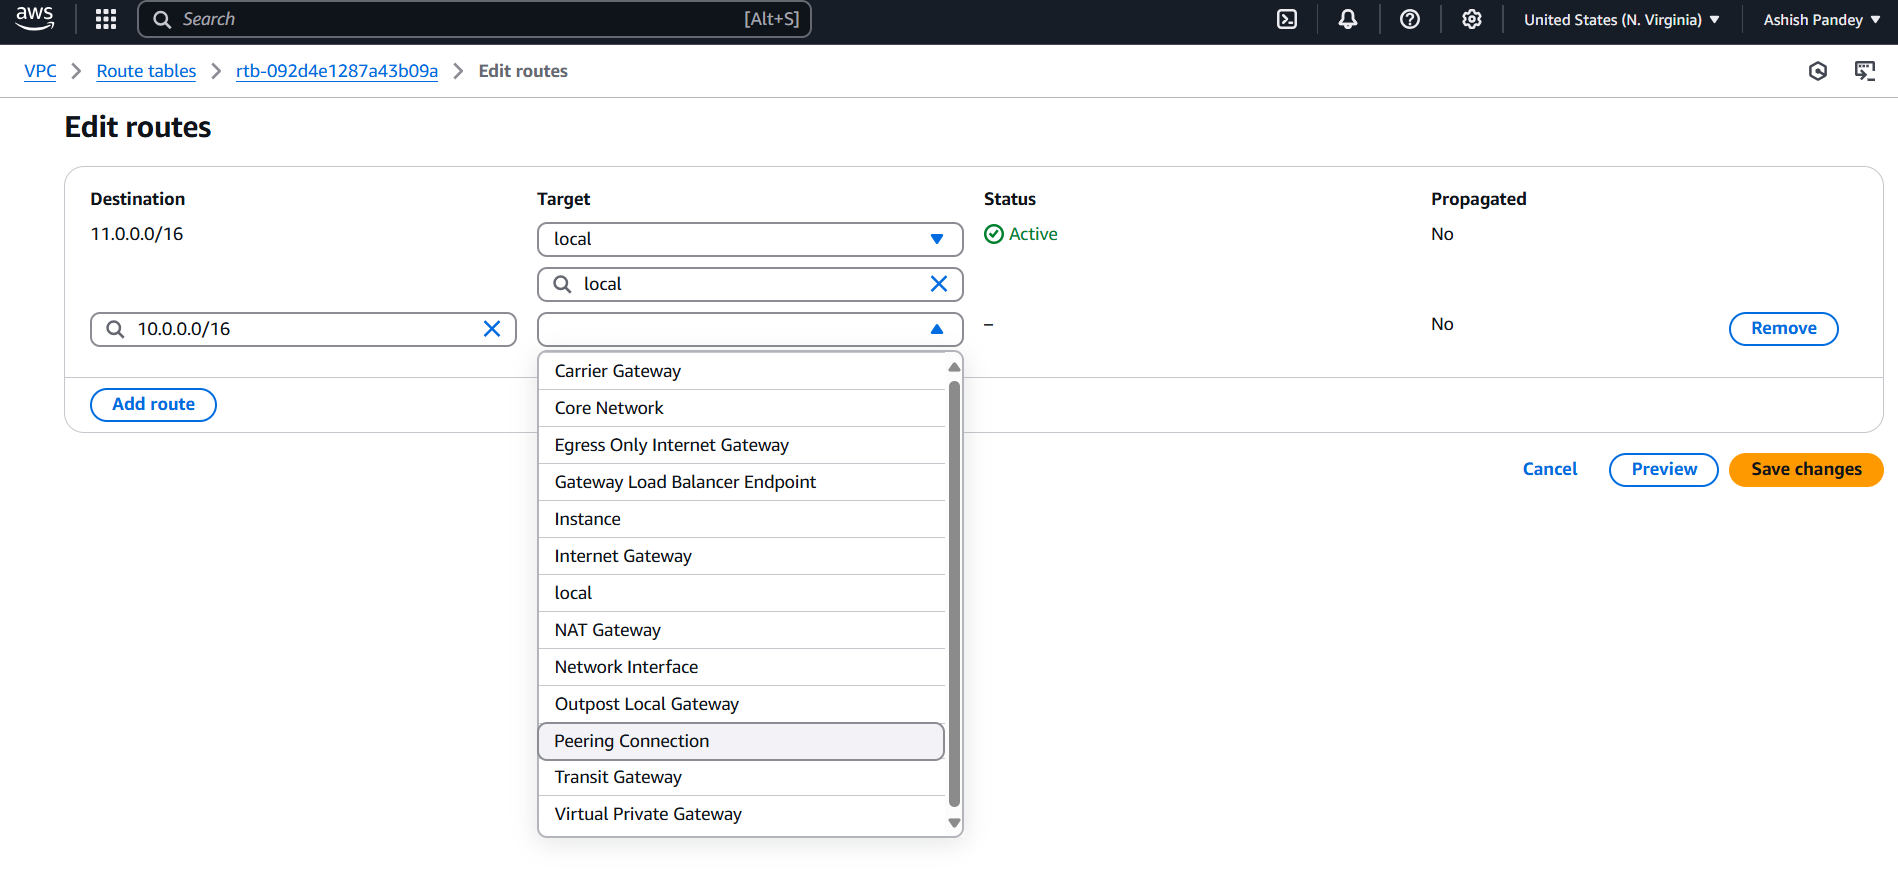 aws Search [Alt+S] United States (N. Virginia) Ashish Pandey
VPC Route tables rtb-092d4e1287a43b09a Edit routes
Edit routes
Destination Target Status Propagated
11.0.0.0/16 local Active No
local
10.0.0.0/16 – No Remove
Carrier Gateway
Core Network
Egress Only Internet Gateway
Gateway Load Balancer Endpoint
Instance
Internet Gateway
local
NAT Gateway
Network Interface
Outpost Local Gateway
Peering Connection
Transit Gateway
Virtual Private Gateway
Add route
Cancel Preview Save changes